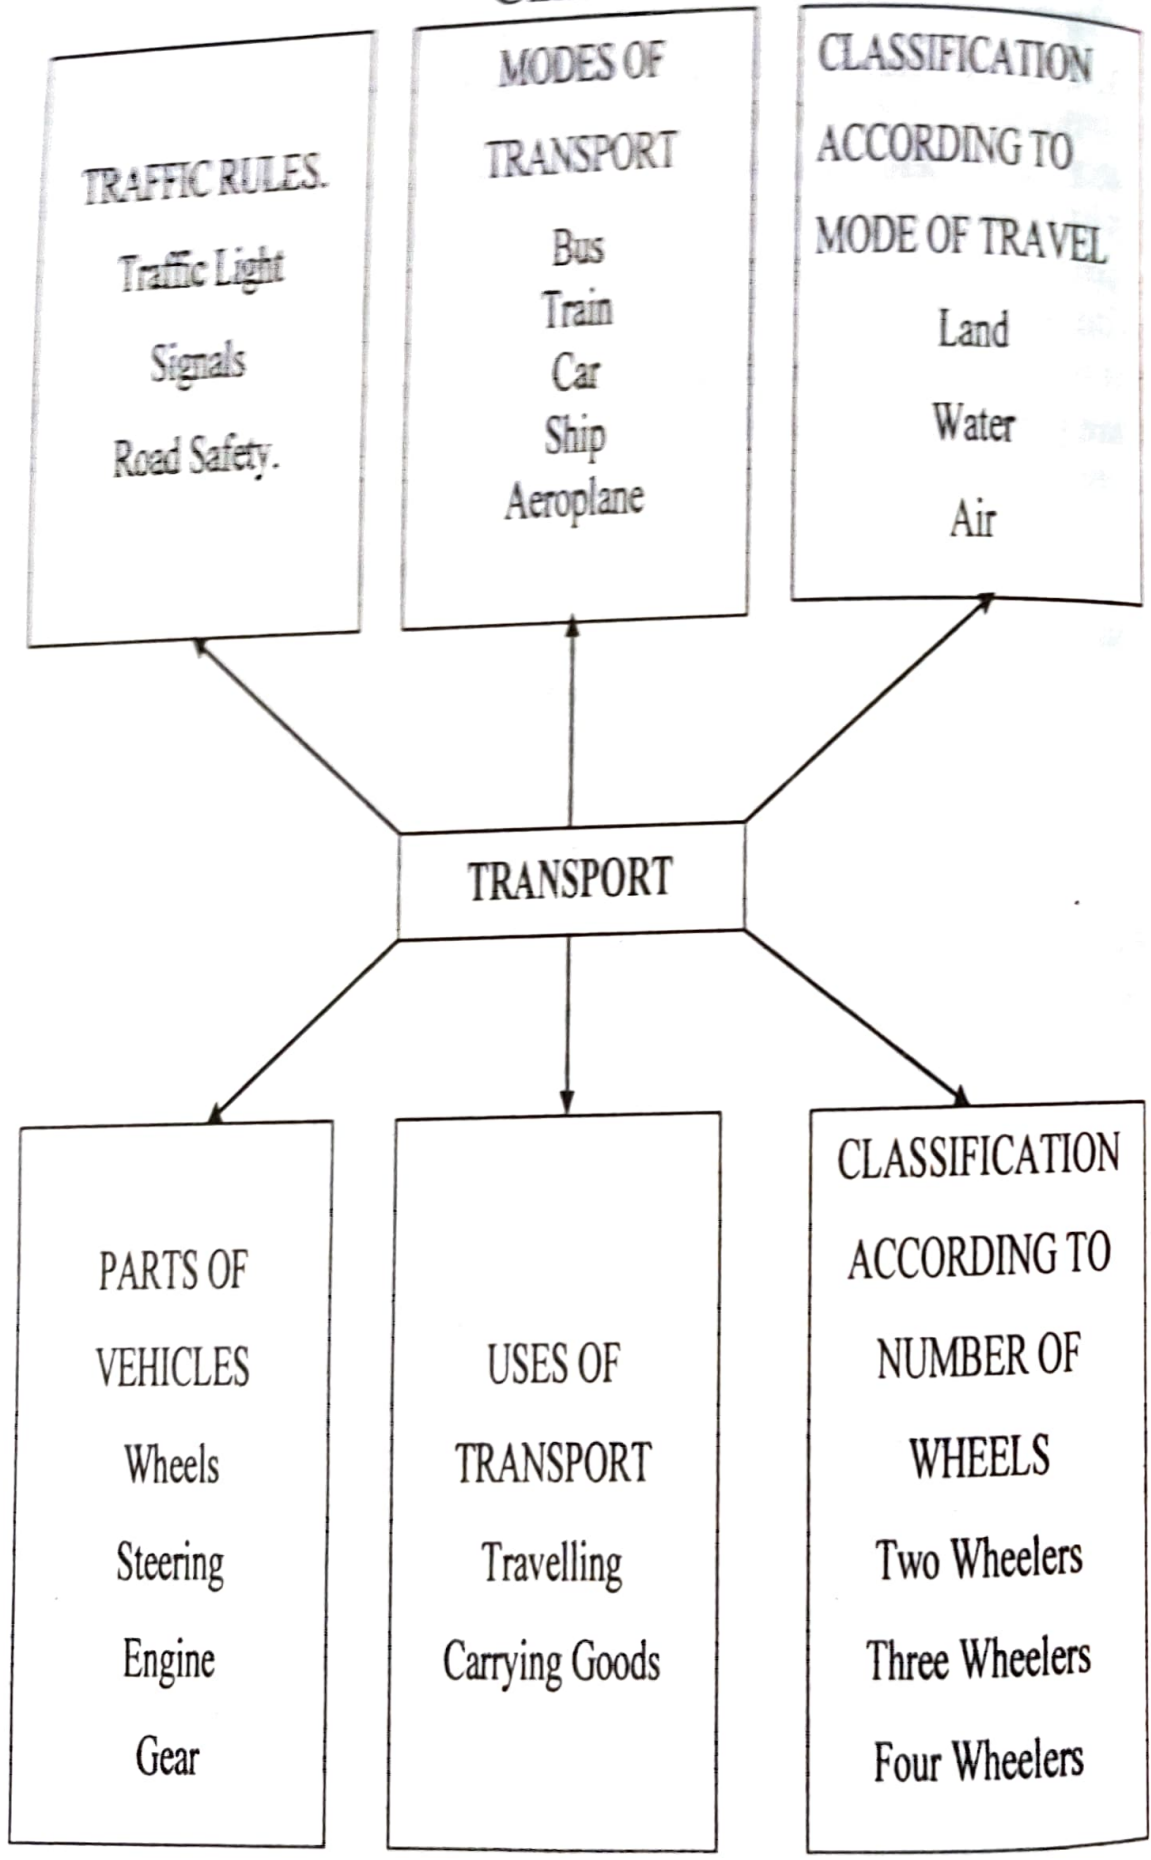 TRAFFIC RULES.
Traffic Light
Signals
Road Safety.
MODES OF
TRANSPORT
Bus
Train
Car
Ship
Aeroplane
CLASSIFICATION
ACCORDING TO
MODE OF TRAVEL
Land
Water
Air
TRANSPORT
PARTS OF
VEHICLES
Wheels
Steering
Engine
Gear
USES OF
TRANSPORT
Travelling
Carrying Goods
CLASSIFICATION
ACCORDING TO
NUMBER OF
WHEELS
Two Wheelers
Three Wheelers
Four Wheelers